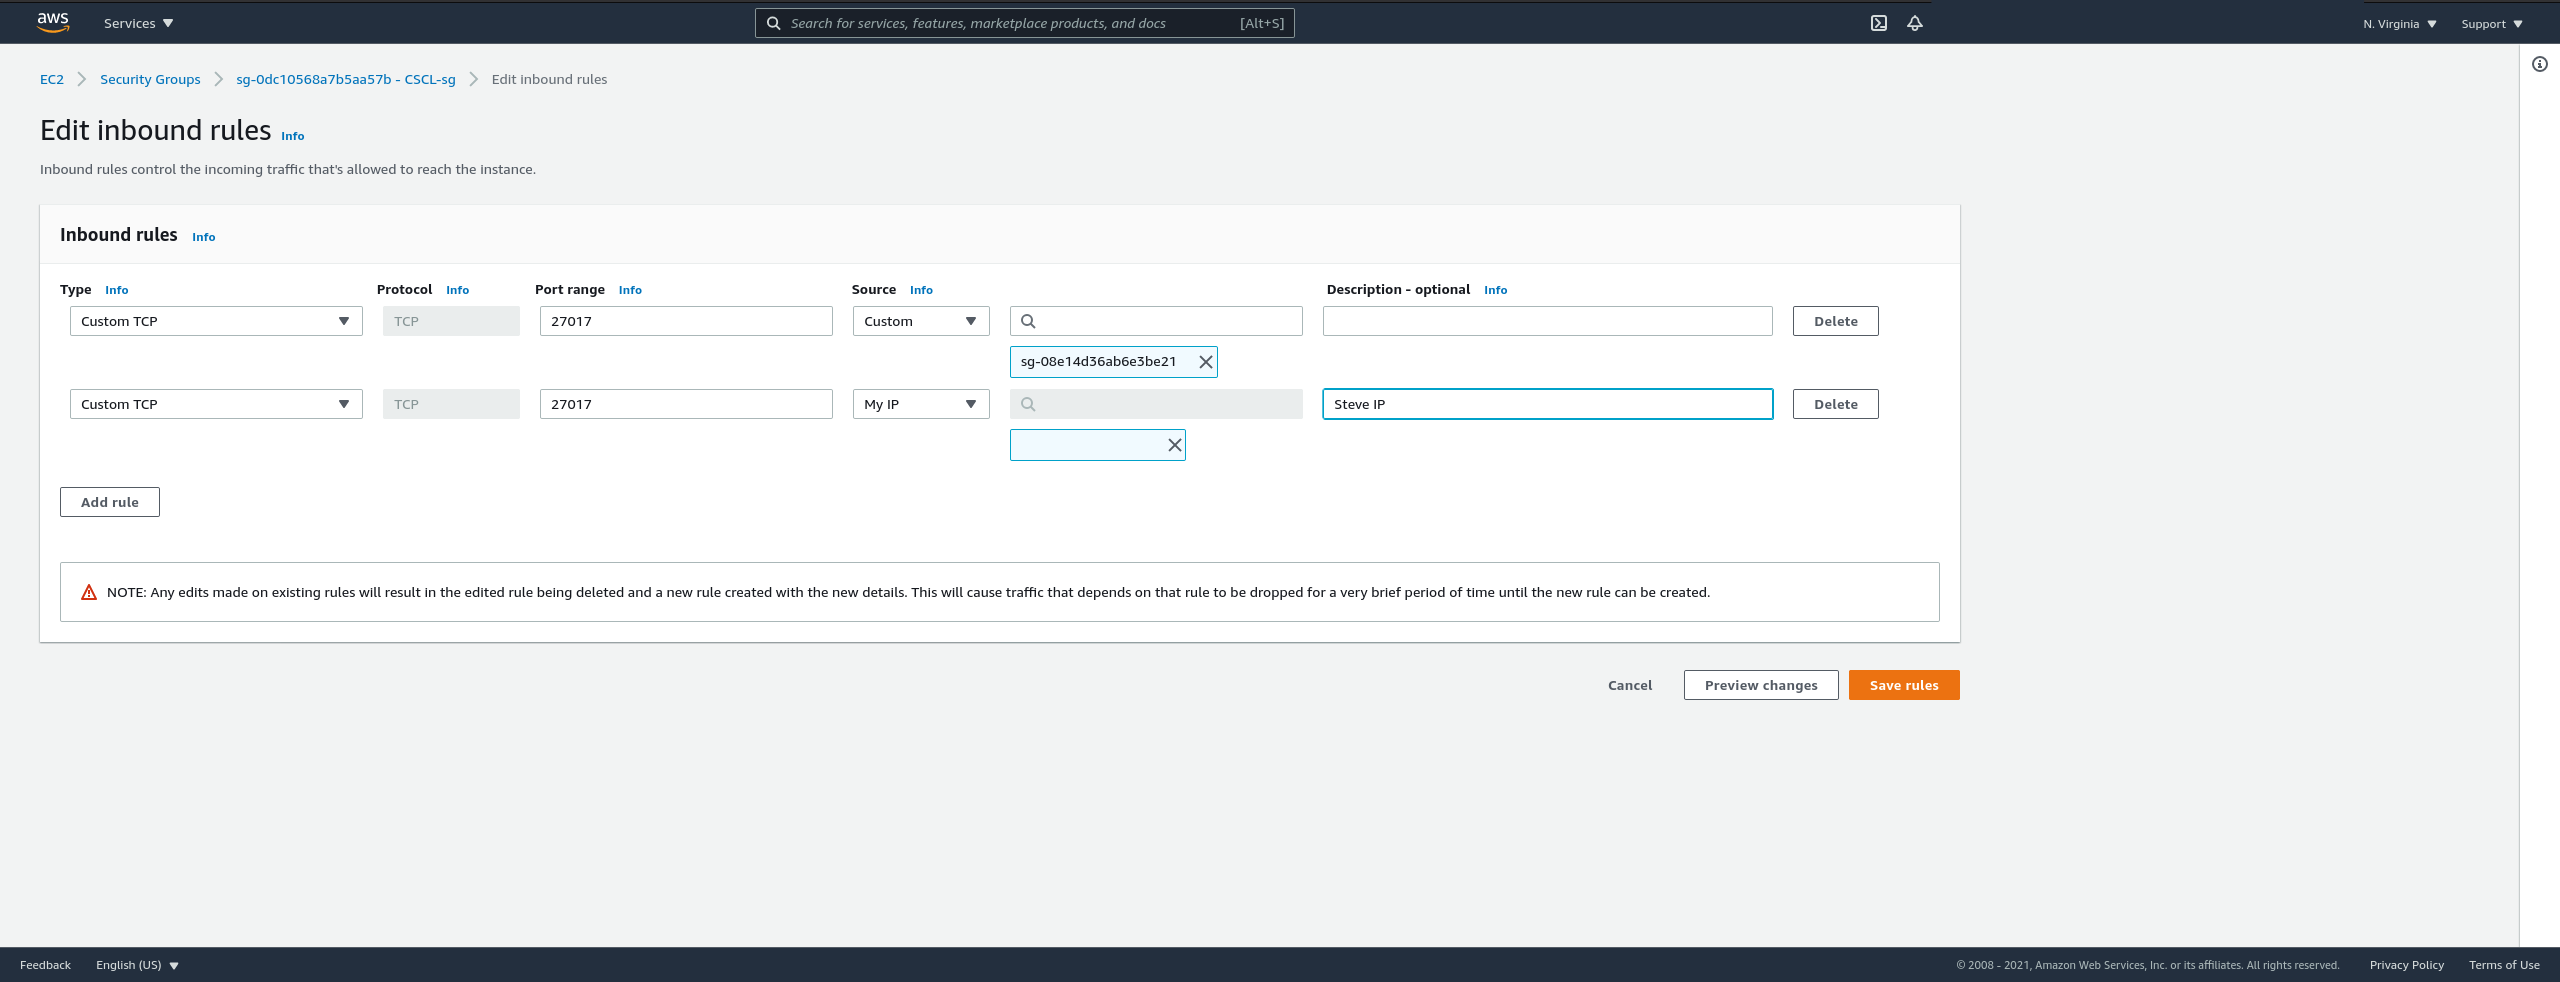 aws Services Search for services, features, marketplace products, and docs [Alt+S] N. Virginia Support
EC2 Security Groups sg-0dc10568a7b5aa57b - CSCL-sg Edit inbound rules
Edit inbound rules Info
Inbound rules control the incoming traffic that's allowed to reach the instance.
Inbound rules Info
Type Info Protocol Info Port range Info Source Info Description - optional Info
Custom TCP TCP 27017 Custom Delete
sg-08e14d36ab6e3be21
Custom TCP TCP 27017 My IP Steve IP Delete
Add rule
NOTE: Any edits made on existing rules will result in the edited rule being deleted and a new rule created with the new details. This will cause traffic that depends on that rule to be dropped for a very brief period of time until the new rule can be created.
Cancel Preview changes Save rules
Feedback English (US) © 2008 - 2021, Amazon Web Services, Inc. or its affiliates. All rights reserved. Privacy Policy Terms of Use